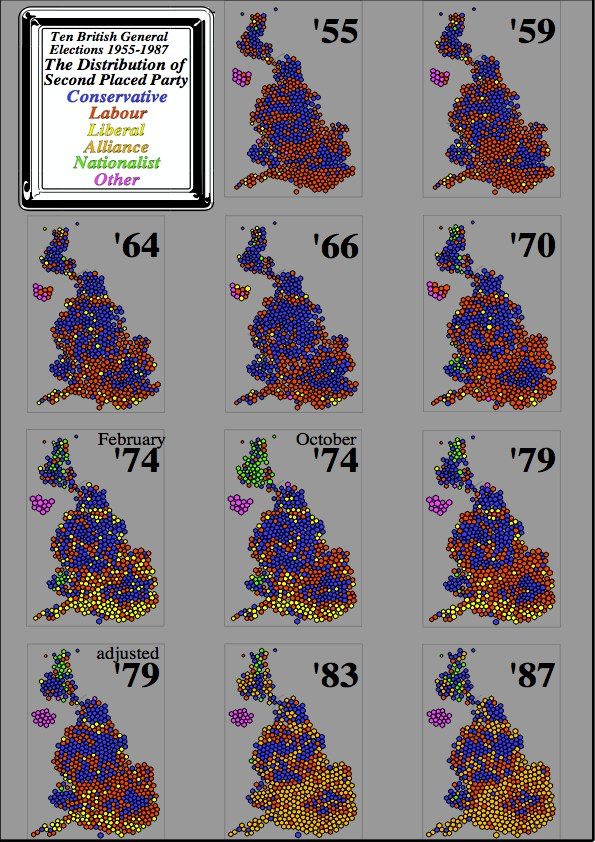 Ten British General
Elections 1955-1987
The Distribution of
Second Placed Party
Conservative
Labour
Liberal
Alliance
Nationalist
Other
'55
'59
'64
'66
'70
February
'74
October
'74
'79
adjusted
'79
'83
'87